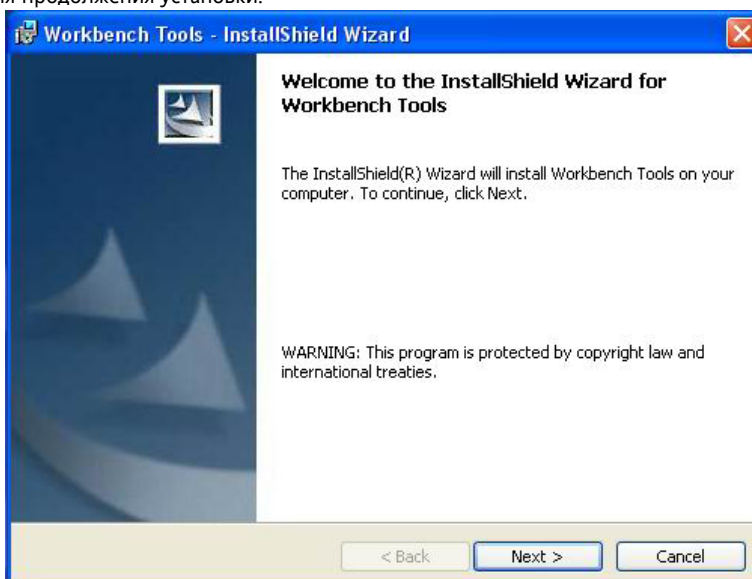 продолжения установки.
Workbench Tools - InstallShield Wizard
Welcome to the InstallShield Wizard for
Workbench Tools
The InstallShield(R) Wizard will install Workbench Tools on your
computer. To continue, click Next.
WARNING: This program is protected by copyright law and
international treaties.
< Back
Next >
Cancel